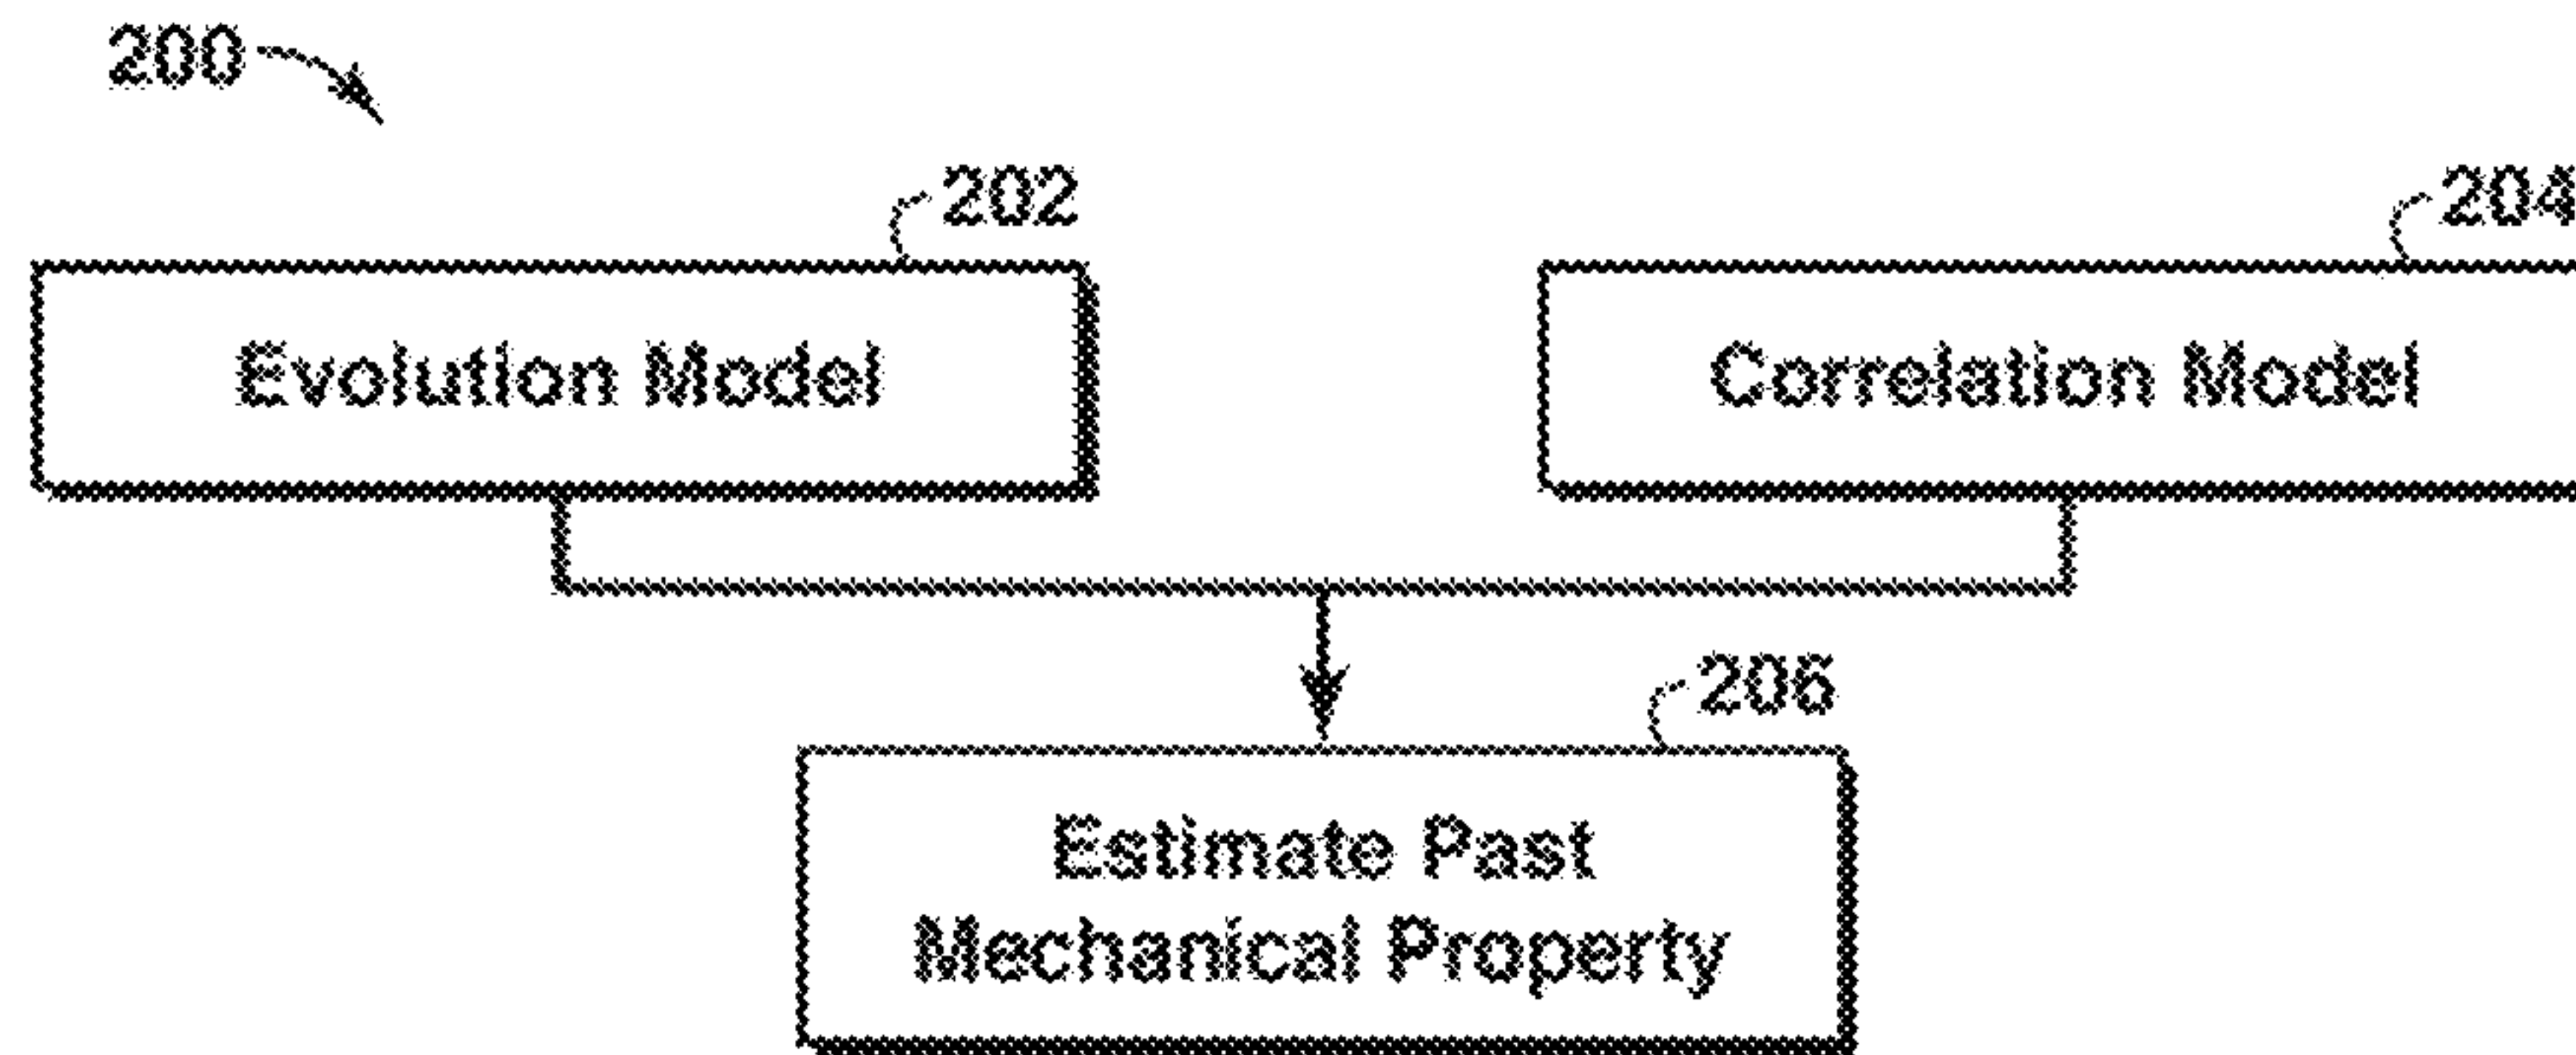 200
202
204
Evolution Model
Correlation Model
206
Estimate Past
Mechanical Property